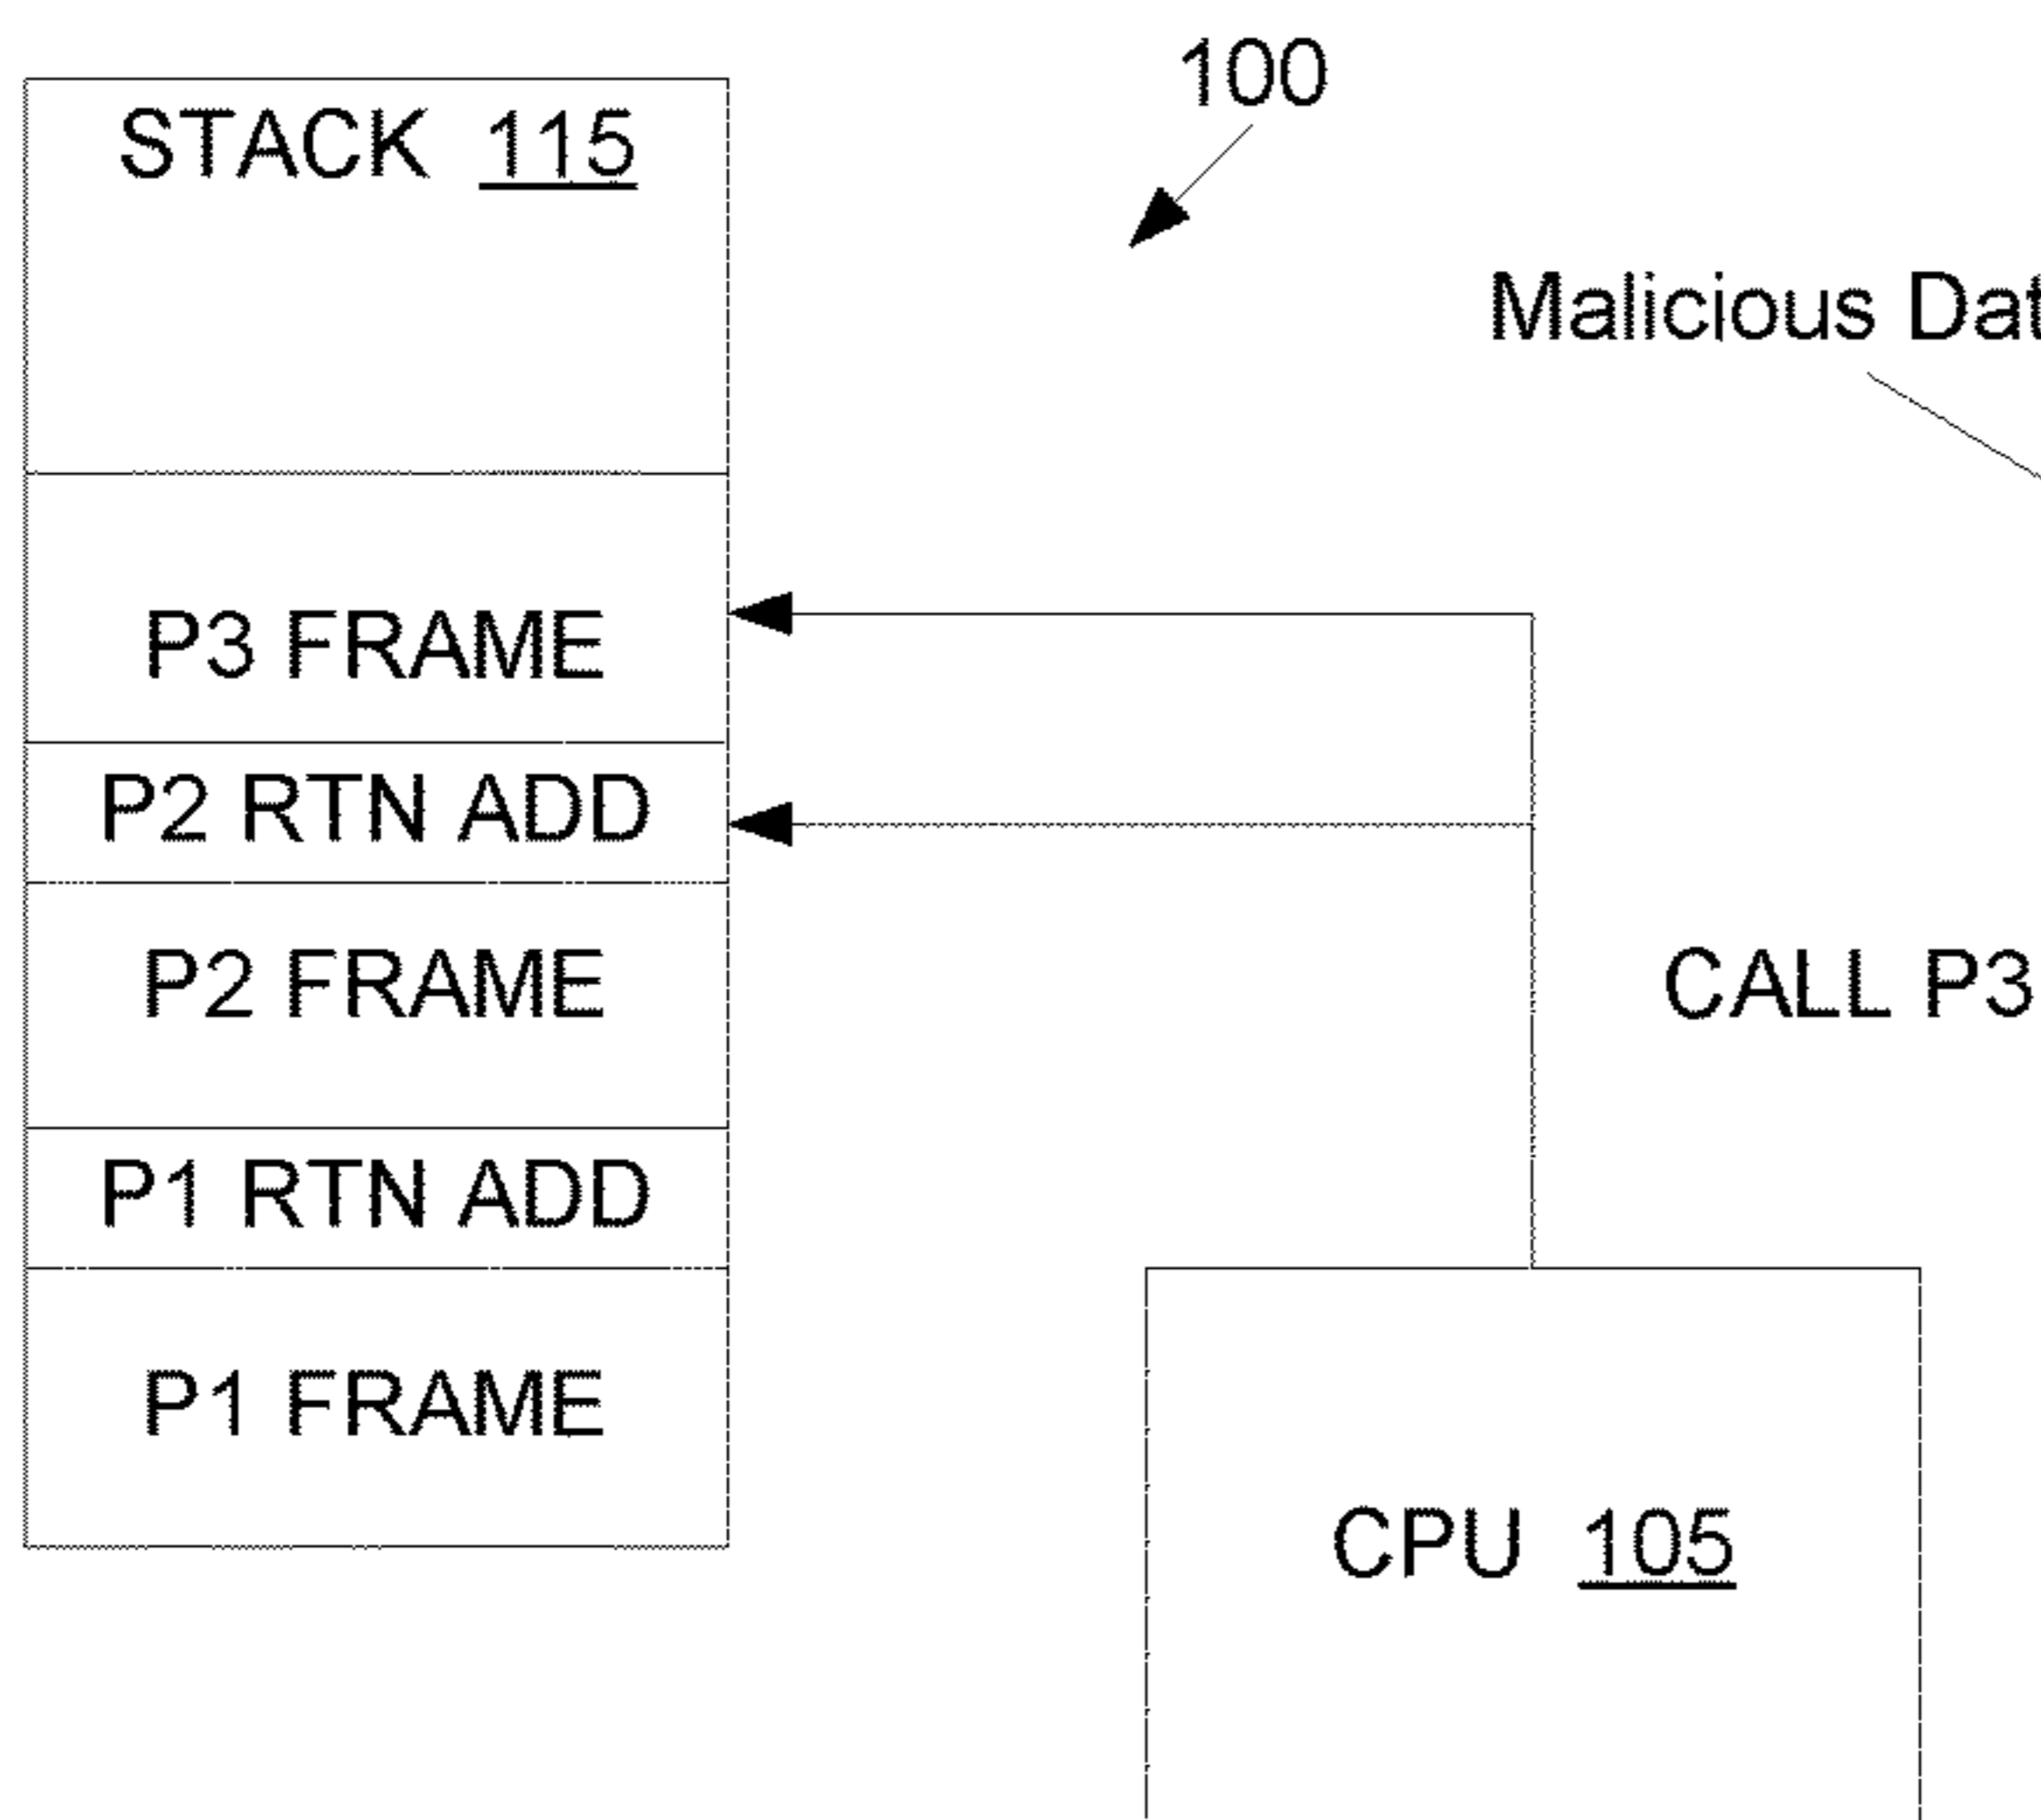 100
STACK 115
Malicious Dat
P3 FRAME
P2 RTN ADD
P2 FRAME
CALL P3
P1 RTN ADD
P1 FRAME
CPU 105